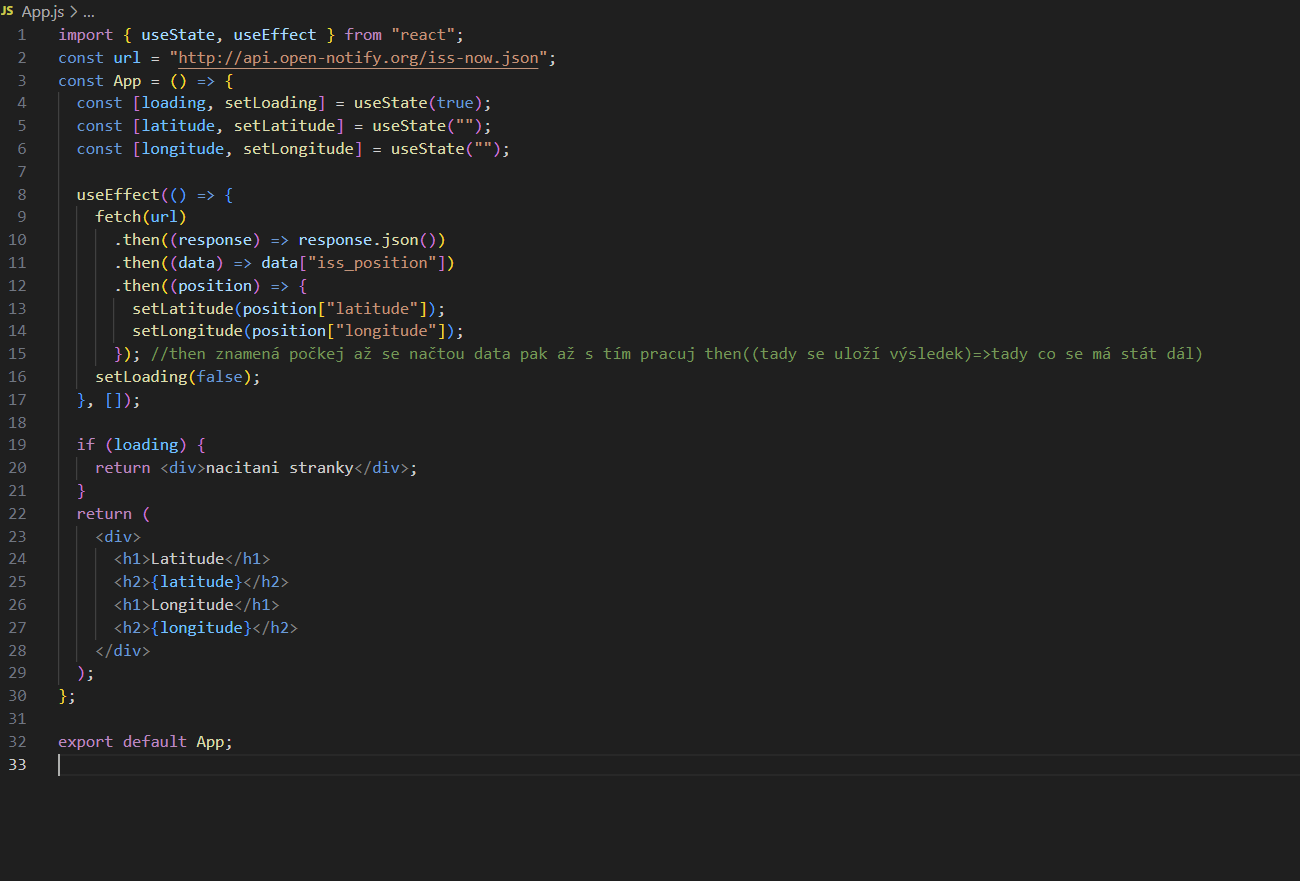 JS App.js > ...
1 import { useState, useEffect } from "react";
2 const url = "http://api.open-notify.org/iss-now.json";
3 const App = () => {
4   const [loading, setLoading] = useState(true);
5   const [latitude, setLatitude] = useState("");
6   const [longitude, setLongitude] = useState("");
7
8   useEffect(() => {
9     fetch(url)
10       .then((response) => response.json())
11       .then((data) => data["iss_position"])
12       .then((position) => {
13         setLatitude(position["latitude"]);
14         setLongitude(position["longitude"]);
15       }); //then znamená počkej až se načtou data pak až s tím pracuj then((tady se uloží výsledek)=>tady co se má stát dál)
16     setLoading(false);
17   }, []);
18
19   if (loading) {
20     return <div>nacitani stranky</div>;
21   }
22   return (
23     <div>
24       <h1>Latitude</h1>
25       <h2>{latitude}</h2>
26       <h1>Longitude</h1>
27       <h2>{longitude}</h2>
28     </div>
29   );
30 };
31
32 export default App;
33